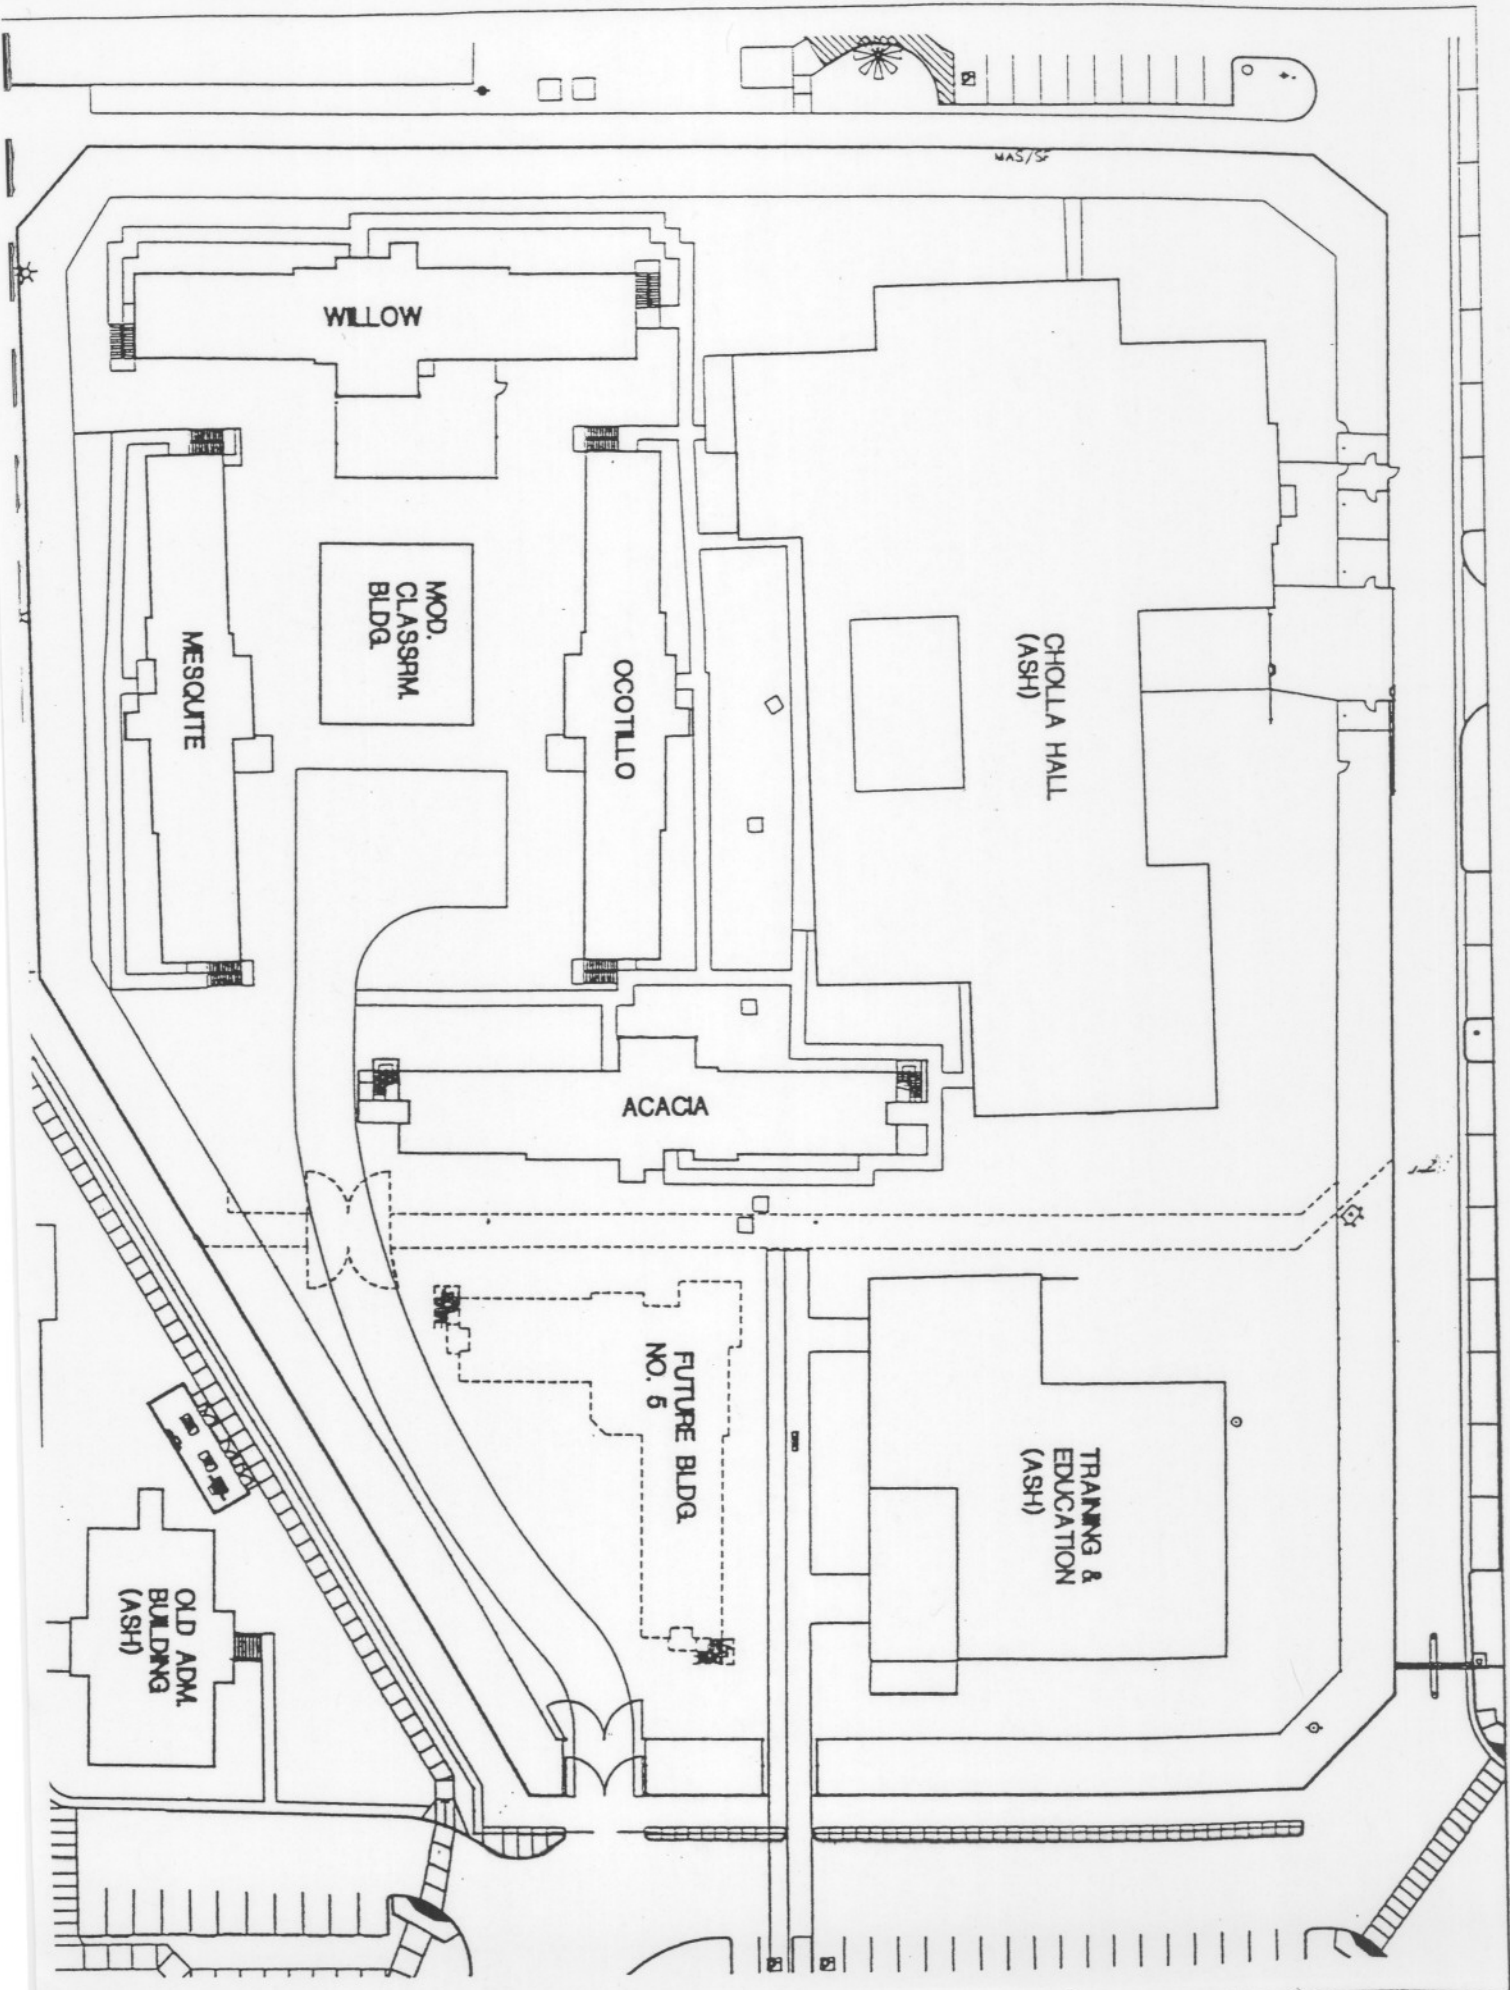 MAS/SF
WILLOW
MOD.
CLASSRM.
BLDG.
MESQUITE
OCOTILLO
CHOLLA HALL
(ASH)
ACACIA
FUTURE BLDG.
NO. 5
TRAINING &
EDUCATION
(ASH)
OLD ADM.
BUILDING
(ASH)